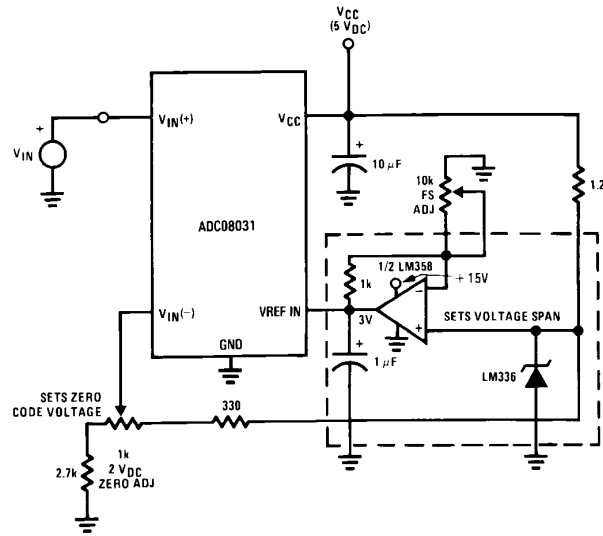 VCC
(5 VDC)
VIN(+)
VCC
+
VIN
+
10 µF
10k
FS
ADJ
1.2
ADC08031
1/2 LM358
+ 15V
1k
–
VIN(–)
VREF IN
3V
+
SETS VOLTAGE SPAN
GND
+
1 µF
LM336
SETS ZERO
CODE VOLTAGE
330
1k
2 VDC
ZERO ADJ
2.7k